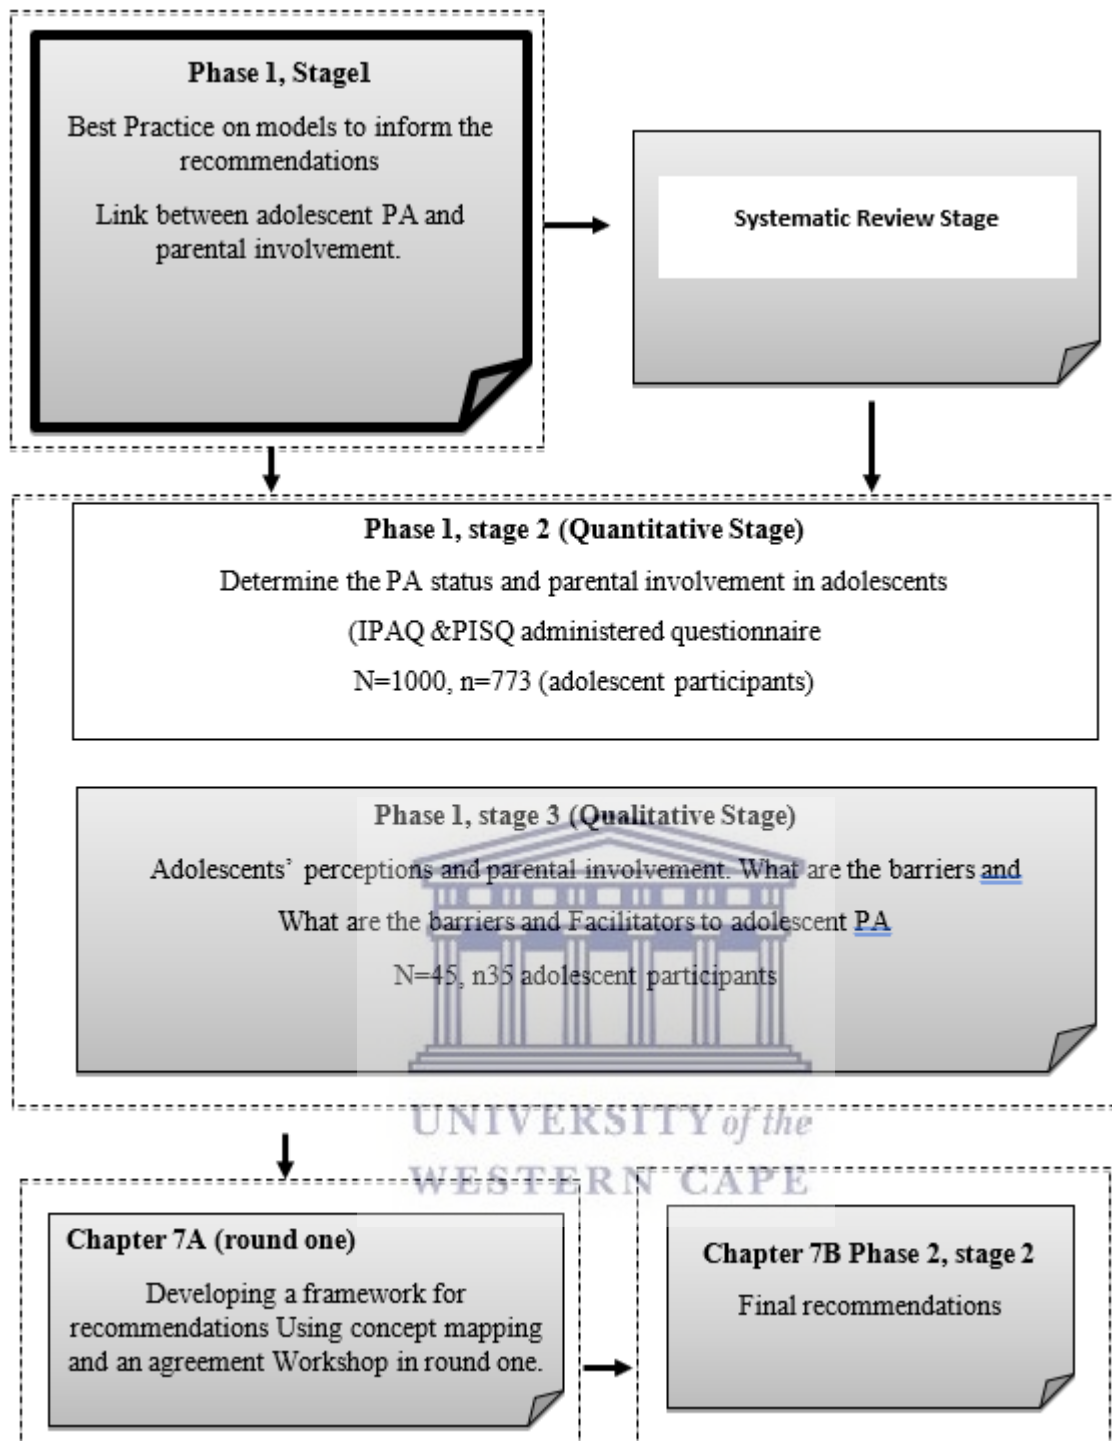 Phase 1, Stage1
Best Practice on models to inform the
recommendations
Link between adolescent PA and
parental involvement.
Systematic Review Stage
Phase 1, stage 2 (Quantitative Stage)
Determine the PA status and parental involvement in adolescents
(IPAQ &PISQ administered questionnaire
N=1000, n=773 (adolescent participants)
Phase 1, stage 3 (Qualitative Stage)
Adolescents’ perceptions and parental involvement. What are the barriers and
What are the barriers and Facilitators to adolescent PA
N=45, n35 adolescent participants
UNIVERSITY of the
WESTERN CAPE
Chapter 7A (round one)
Developing a framework for
recommendations Using concept mapping
and an agreement Workshop in round one.
Chapter 7B Phase 2, stage 2
Final recommendations